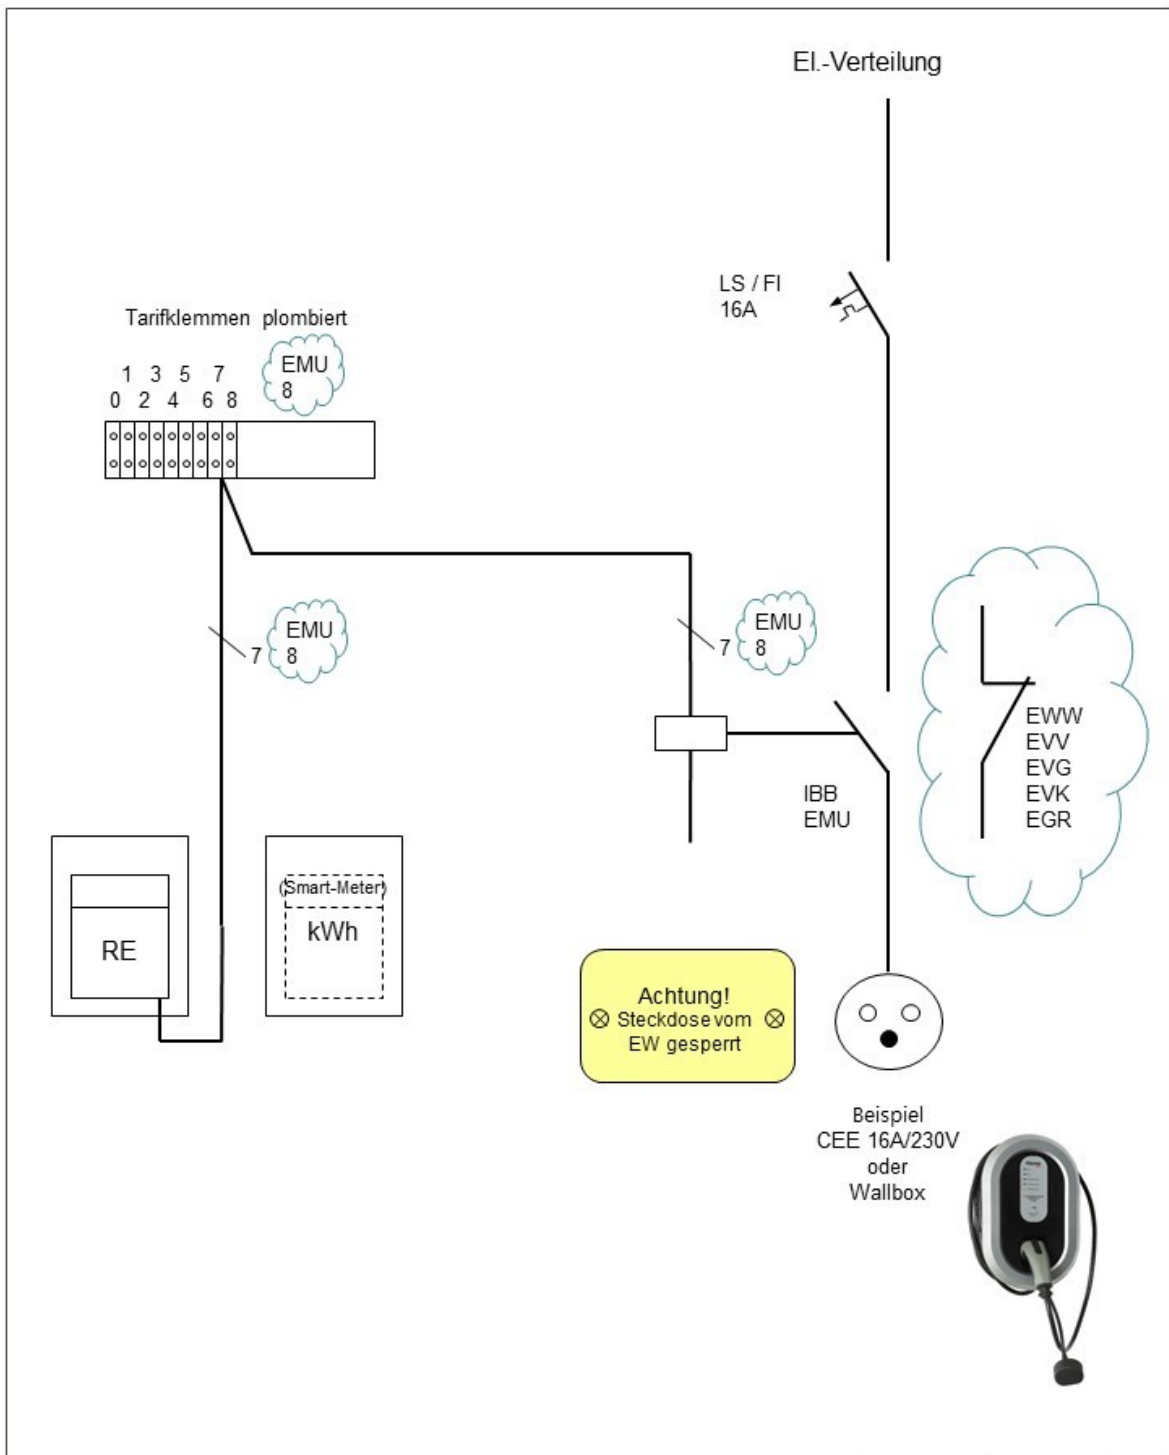 El.-Verteilung
LS / FI
16A
Tarifklemmen plombiert
EMU
8
1 3 5 7
0 2 4 6 8
7
EMU
8
7
EMU
8
EWW
EVV
EVG
EVK
EGR
IBB
EMU
RE
(Smart-Meter)
kWh
Achtung!
Steckdose vom
EW gesperrt
Beispiel
CEE 16A/230V
oder
Wallbox